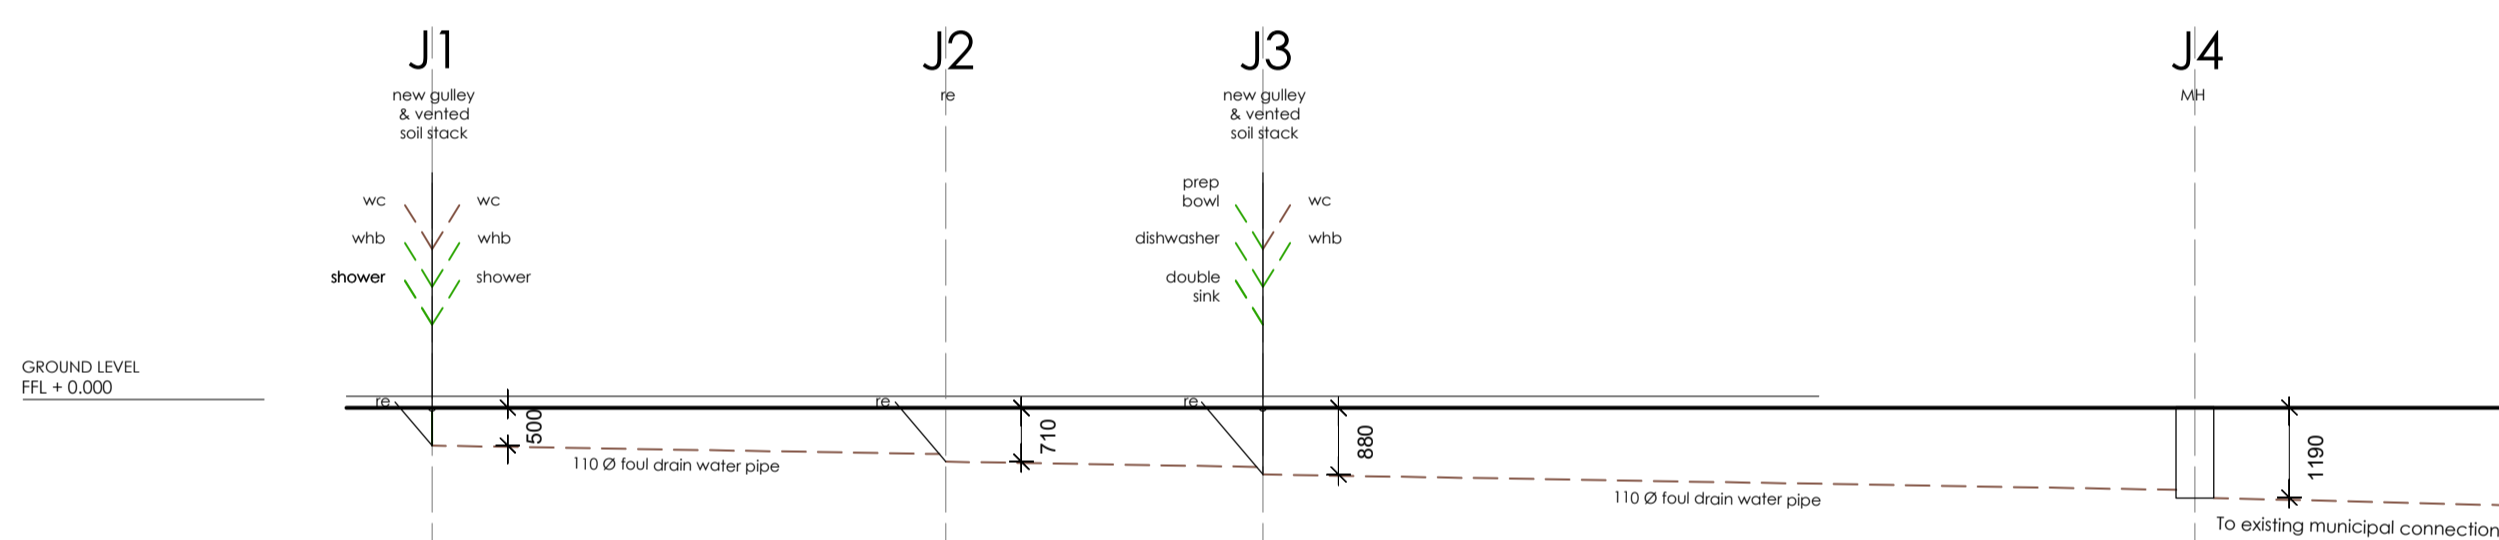 J1
J2
J3
J4
new gulley
& vented
soil stack
re
new gulley
& vented
soil stack
MH
wc
wc
whb
whb
shower
shower
prep
bowl
wc
dishwasher
whb
double
sink
GROUND LEVEL
FFL + 0.000
re
re
re
500
710
880
1190
110 Ø foul drain water pipe
110 Ø foul drain water pipe
To existing municipal connection